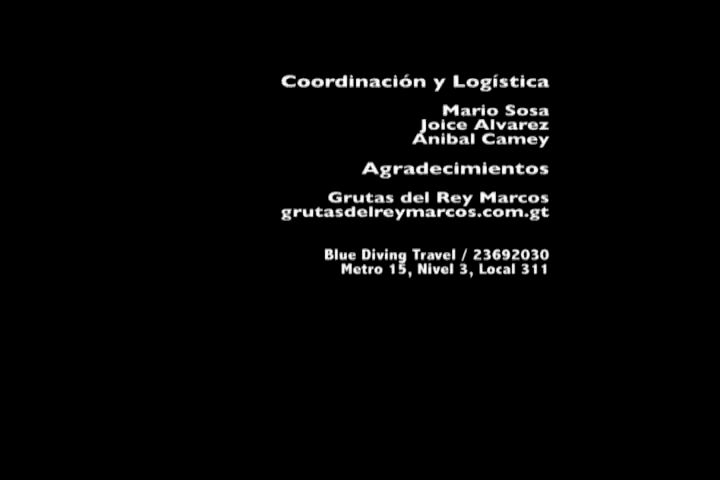 Coordinación y Logística
Mario Sosa
Joice Alvarez
Anibal Camey
Agradecimientos
Grutas del Rey Marcos
grutasdelreymarcos.com.gt
Blue Diving Travel / 23692030
Metro 15, Nivel 3, Local 311